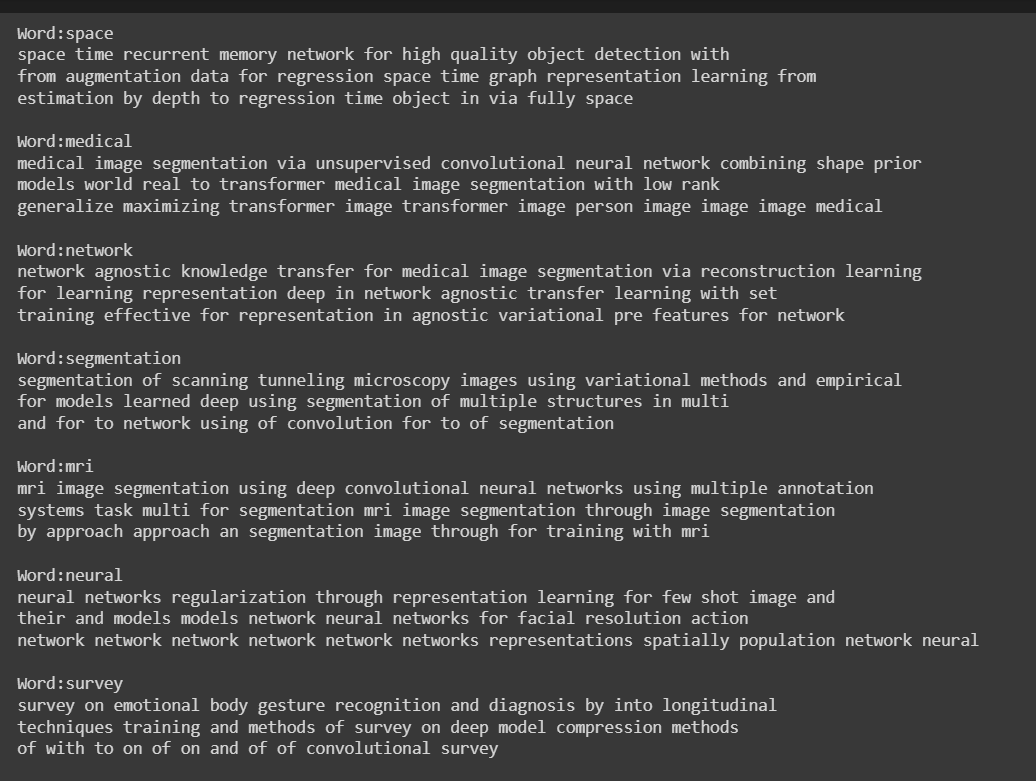 Word:space
space time recurrent memory network for high quality object detection with
from augmentation data for regression space time graph representation learning from
estimation by depth to regression time object in via fully space
Word:medical
medical image segmentation via unsupervised convolutional neural network combining shape prior
models world real to transformer medical image segmentation with low rank
generalize maximizing transformer image transformer image person image image image medical
Word:network
network agnostic knowledge transfer for medical image segmentation via reconstruction learning
for learning representation deep in network agnostic transfer learning with set
training effective for representation in agnostic variational pre features for network
Word:segmentation
segmentation of scanning tunneling microscopy images using variational methods and empirical
for models learned deep using segmentation of multiple structures in multi
and for to network using of convolution for to of segmentation
Word:mri
mri image segmentation using deep convolutional neural networks using multiple annotation
systems task multi for segmentation mri image segmentation through image segmentation
by approach approach an segmentation image through for training with mri
Word:neural
neural networks regularization through representation learning for few shot image and
their and models models network neural networks for facial resolution action
network network network network network networks representations spatially population network neural
Word:survey
survey on emotional body gesture recognition and diagnosis by into longitudinal
techniques training and methods of survey on deep model compression methods
of with to on of on and of of convolutional survey